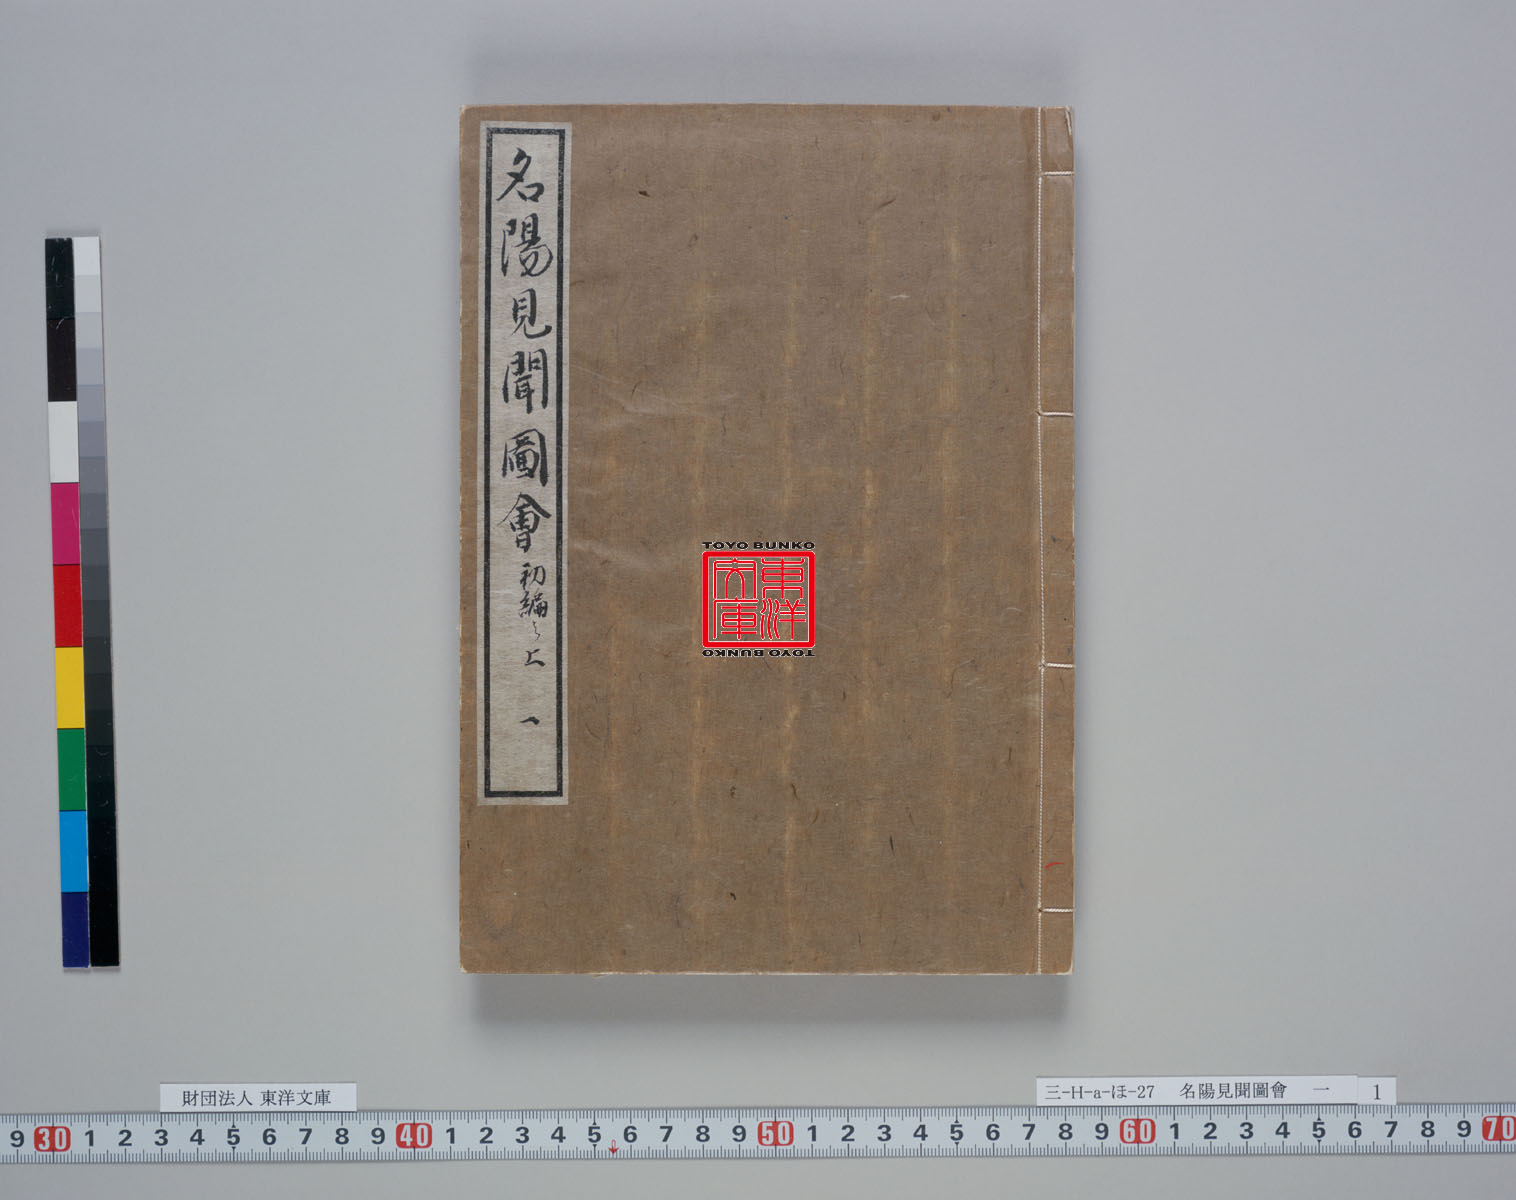 名陽見聞圖會 初編之上 一
TOYO BUNKO
東洋
文庫
TOYO BUNKO
財団法人 東洋文庫
三-H-a-ほ-27 名陽見聞圖會 一 1
9 30 1 2 3 4 5 6 7 8 9 40 1 2 3 4 5 6 7 8 9 50 1 2 3 4 5 6 7 8 9 60 1 2 3 4 5 6 7 8 9 70